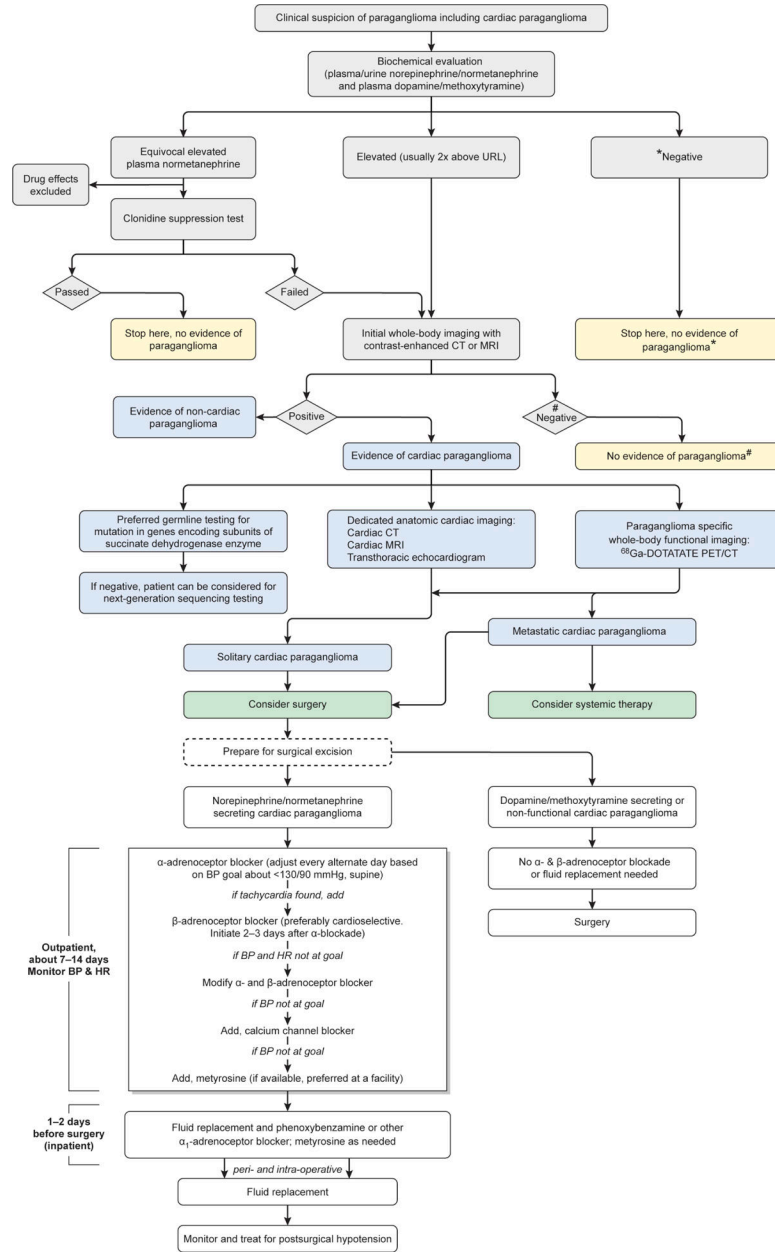 Clinical suspicion of paraganglioma including cardiac paraganglioma
Biochemical evaluation
(plasma/urine norepinephrine/normetanephrine
and plasma dopamine/methoxytyramine)
Equivocal elevated
plasma normetanephrine
Elevated (usually 2x above URL)
*Negative
Drug effects
excluded
Clonidine suppression test
Passed
Failed
Stop here, no evidence of
paraganglioma
Initial whole-body imaging with
contrast-enhanced CT or MRI
Stop here, no evidence of
paraganglioma*
Evidence of non-cardiac
paraganglioma
Positive
#
Negative
Evidence of cardiac paraganglioma
No evidence of paraganglioma#
Preferred germline testing for
mutation in genes encoding subunits of
succinate dehydrogenase enzyme
Dedicated anatomic cardiac imaging:
Cardiac CT
Cardiac MRI
Transthoracic echocardiogram
Paraganglioma specific
whole-body functional imaging:
68Ga-DOTATATE PET/CT
If negative, patient can be considered for
next-generation sequencing testing
Solitary cardiac paraganglioma
Metastatic cardiac paraganglioma
Consider surgery
Consider systemic therapy
Prepare for surgical excision
Norepinephrine/normetanephrine
secreting cardiac paraganglioma
Dopamine/methoxytyramine secreting or
non-functional cardiac paraganglioma
No α- & β-adrenoceptor blockade
or fluid replacement needed
Surgery
Outpatient,
about 7–14 days
Monitor BP & HR
α-adrenoceptor blocker (adjust every alternate day based
on BP goal about <130/90 mmHg, supine)
if tachycardia found, add
β-adrenoceptor blocker (preferably cardioselective.
Initiate 2–3 days after α-blockade)
if BP and HR not at goal
Modify α- and β-adrenoceptor blocker
if BP not at goal
Add, calcium channel blocker
if BP not at goal
Add, metyrosine (if available, preferred at a facility)
1–2 days
before surgery
(inpatient)
Fluid replacement and phenoxybenzamine or other
α1-adrenoceptor blocker; metyrosine as needed
peri- and intra-operative
Fluid replacement
Monitor and treat for postsurgical hypotension